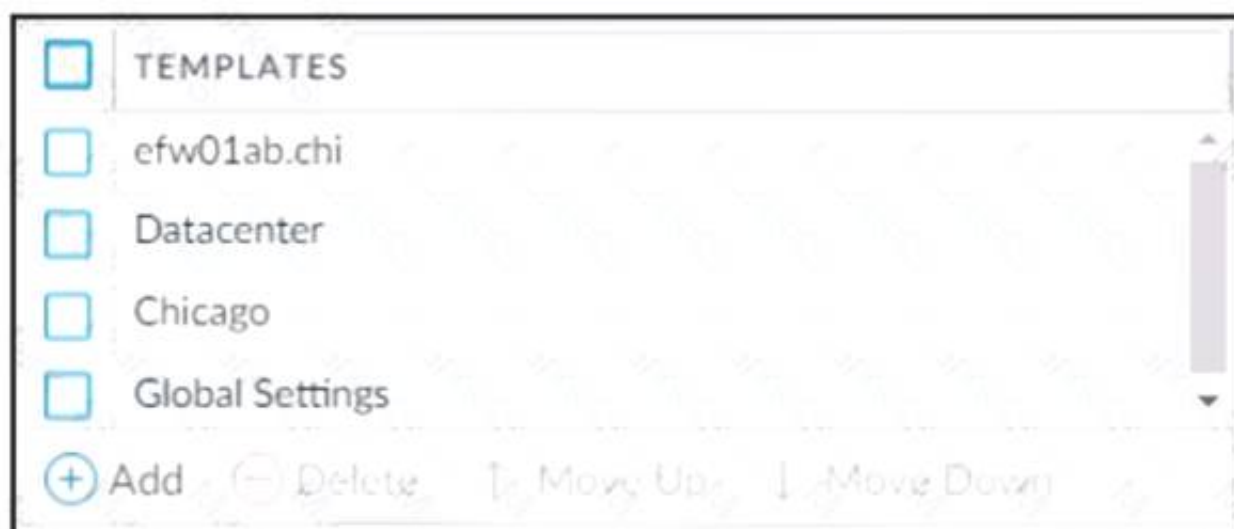 TEMPLATES
efw01ab.chi
Datacenter
Chicago
Global Settings
Add Delete Move Up Move Down